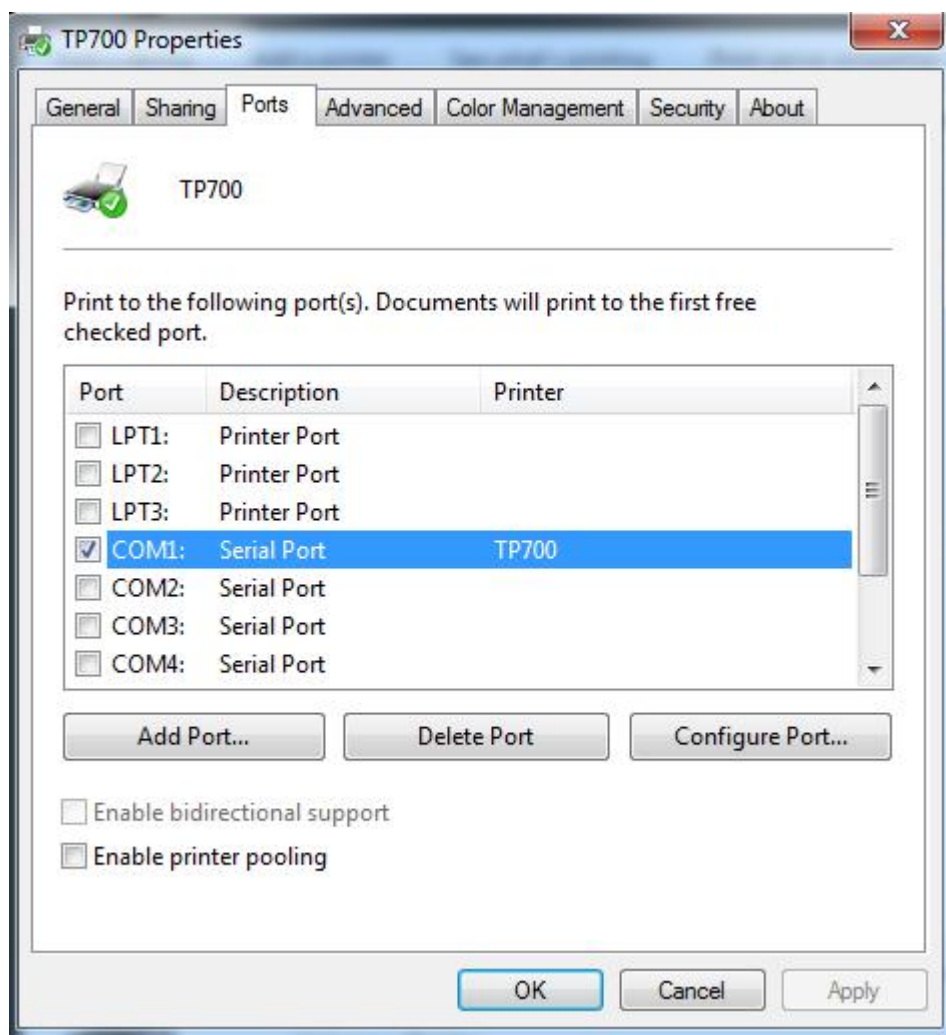 TP700 Properties
General Sharing Ports Advanced Color Management Security About
TP700
Print to the following port(s). Documents will print to the first free
checked port.
Port Description Printer
LPT1: Printer Port
LPT2: Printer Port
LPT3: Printer Port
COM1: Serial Port TP700
COM2: Serial Port
COM3: Serial Port
COM4: Serial Port
Add Port... Delete Port Configure Port...
Enable bidirectional support
Enable printer pooling
OK Cancel Apply